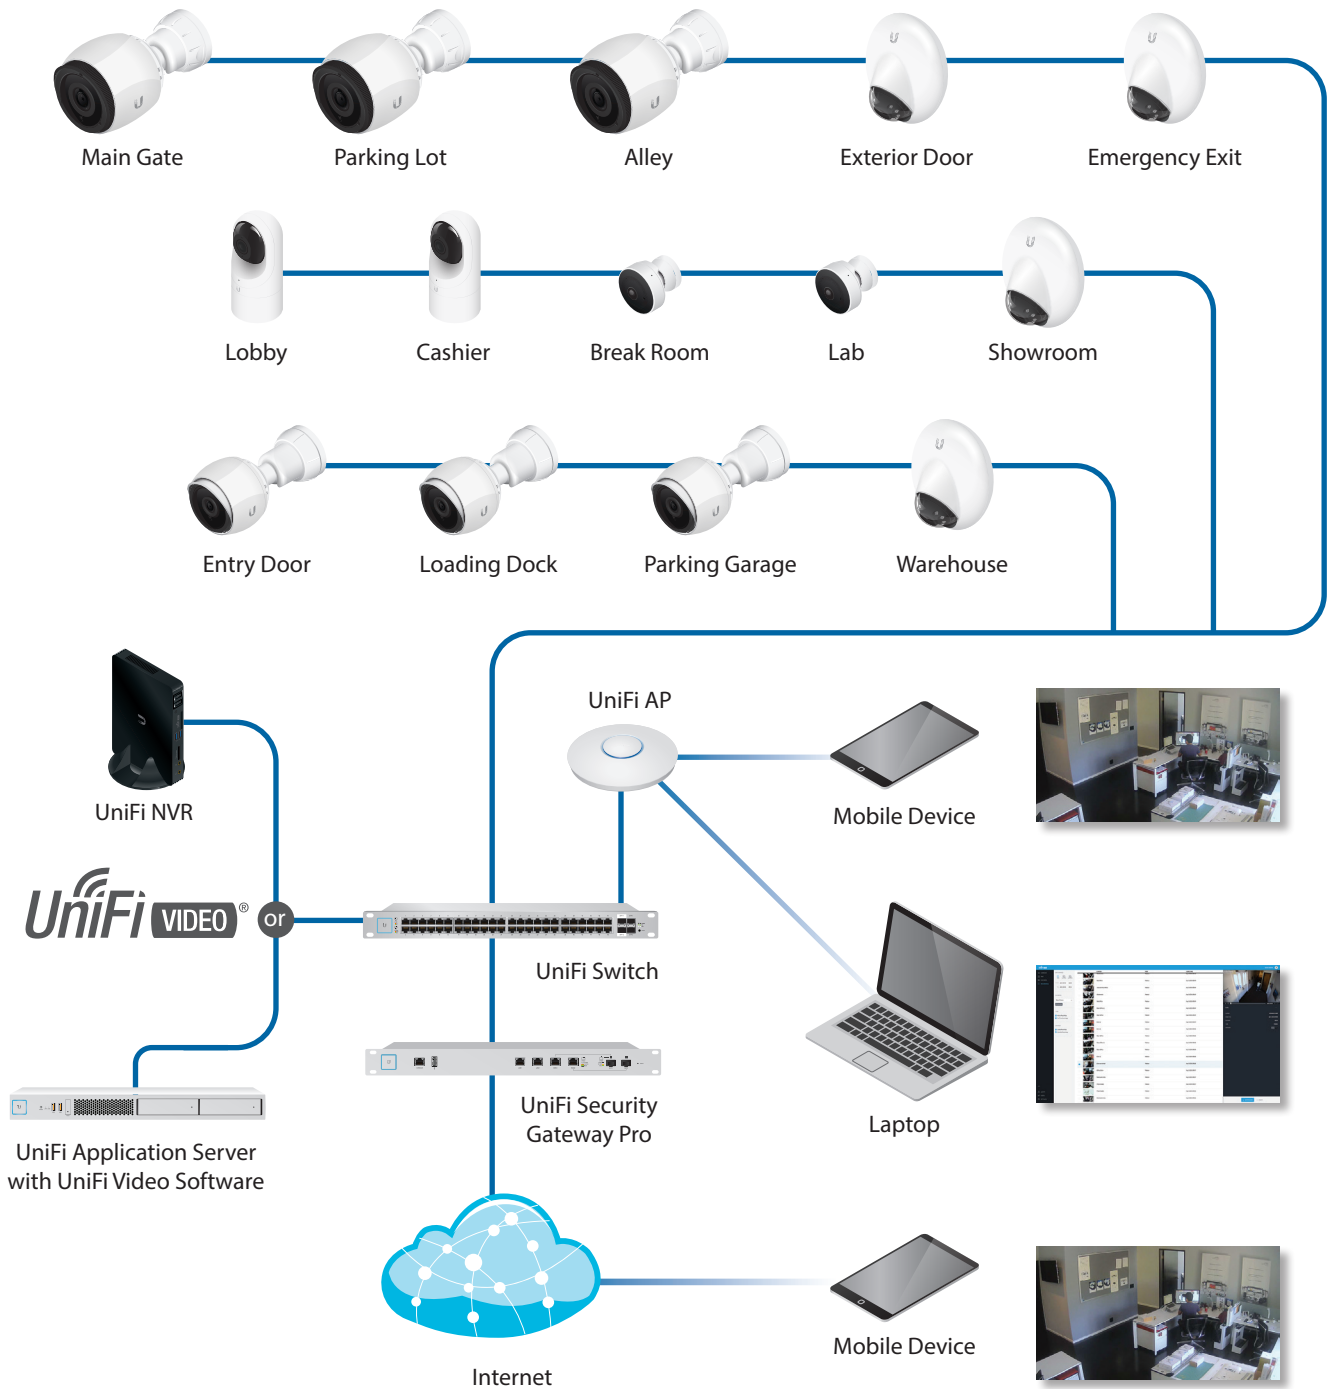 Main Gate
Parking Lot
Alley
Exterior Door
Emergency Exit
Lobby
Cashier
Break Room
Lab
Showroom
Entry Door
Loading Dock
Parking Garage
Warehouse
UniFi AP
UniFi NVR
Mobile Device
UniFi VIDEO®
or
UniFi Switch
UniFi Security
Gateway Pro
Laptop
UniFi Application Server
with UniFi Video Software
Mobile Device
Internet